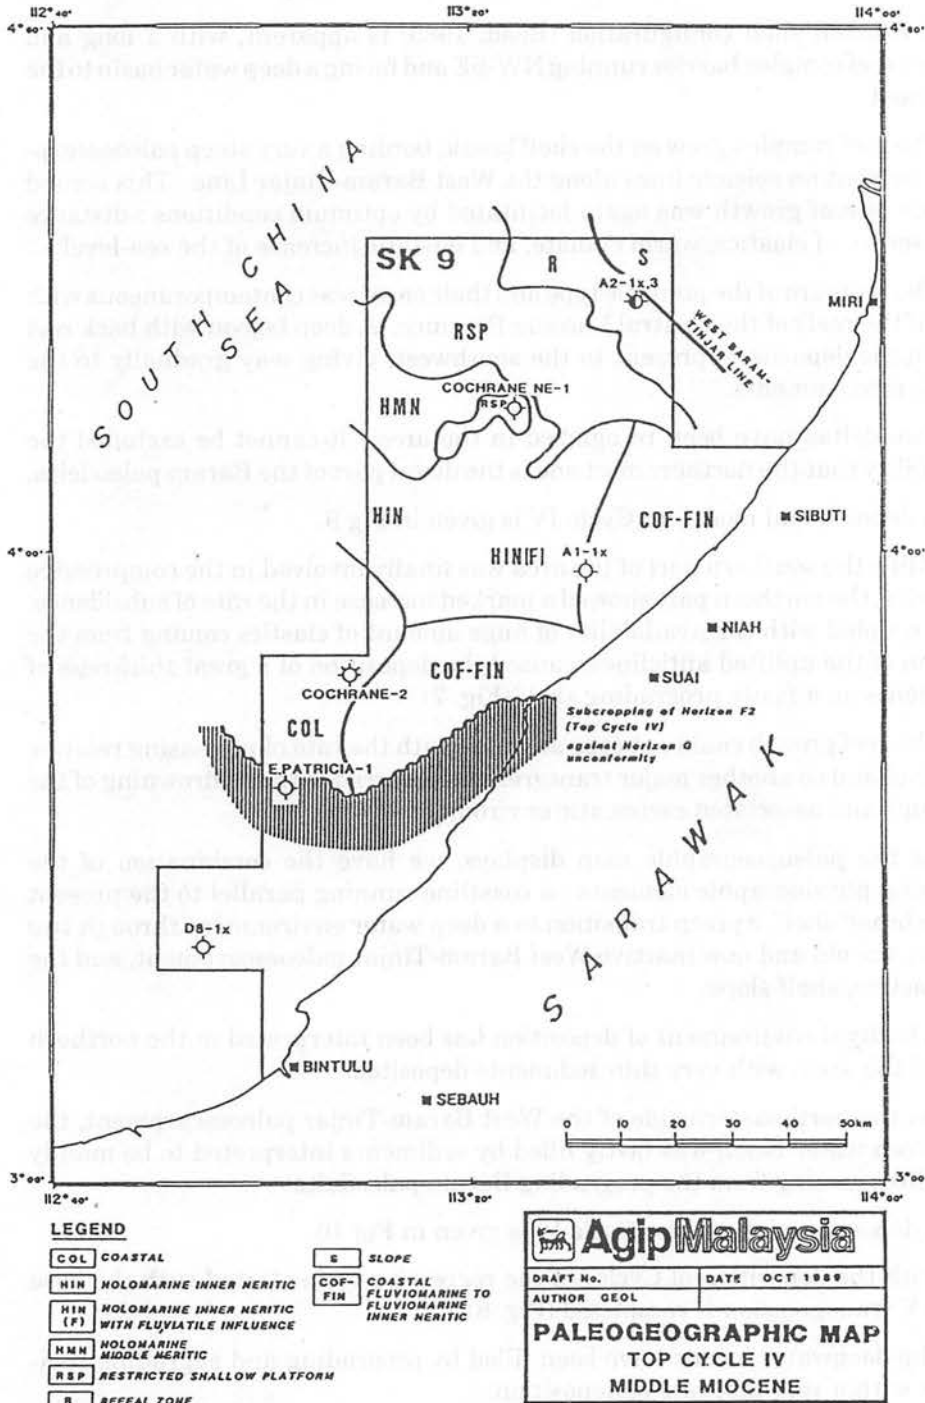 112° 40'
113° 20'
114° 00'
4° 80'
4° 80'
SOUTH CHINA
SEA
SK 9
R
S
A2-1x,3
MIRI
WEST BARAM-
TINJAR LINE
RSP
COCHRANE NE-1
RSP
HMN
HIN
COF-FIN
SIBUTI
4° 00'
4° 00'
HIN(F)
A1-1x
NIAH
COF-FIN
SUAI
COCHRANE-2
COL
Subcropping of Horizon F2
(Top Cycle IV)
against Horizon G
unconformity
E.PATRICIA-1
SARAWAK
D8-1x
BINTULU
SEBAUH
0 10 20 30 40 50km
3° 00'
3° 00'
112° 40'
113° 20'
114° 00'
LEGEND
COL COASTAL
HIN HOLOMARINE INNER NERITIC
HIN (F) HOLOMARINE INNER NERITIC
WITH FLUVIATILE INFLUENCE
HMN HOLOMARINE
MIDDLE NERITIC
RSP RESTRICTED SHALLOW PLATFORM
R REEFAL ZONE
S SLOPE
COF-FIN COASTAL
FLUVIOMARINE TO
FLUVIOMARINE
INNER NERITIC
Agip Malaysia
DRAFT No.
DATE OCT 1989
AUTHOR GEOL
PALEOGEOGRAPHIC MAP
TOP CYCLE IV
MIDDLE MIOCENE